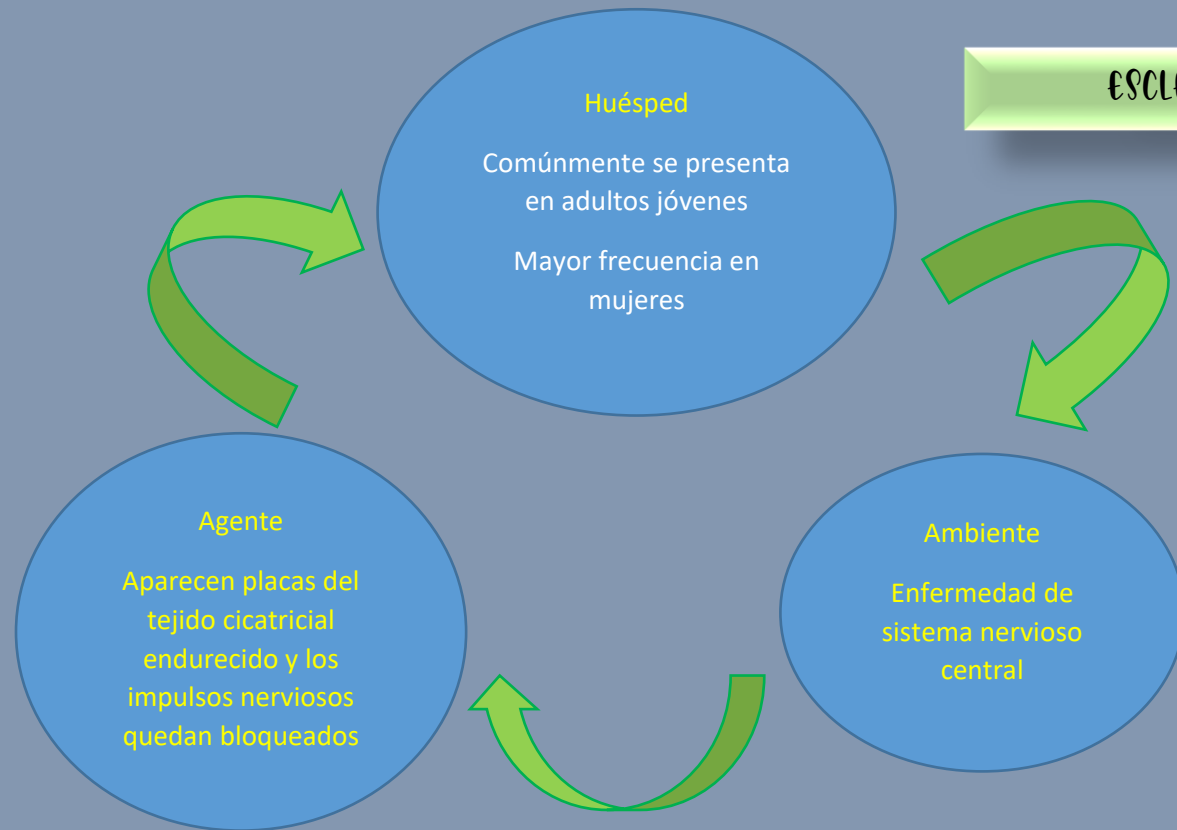 Huésped
Comúnmente se presenta
en adultos jóvenes
Mayor frecuencia en
mujeres
Agente
Aparecen placas del
tejido cicatricial
endurecido y los
impulsos nerviosos
quedan bloqueados
Ambiente
Enfermedad de
sistema nervioso
central